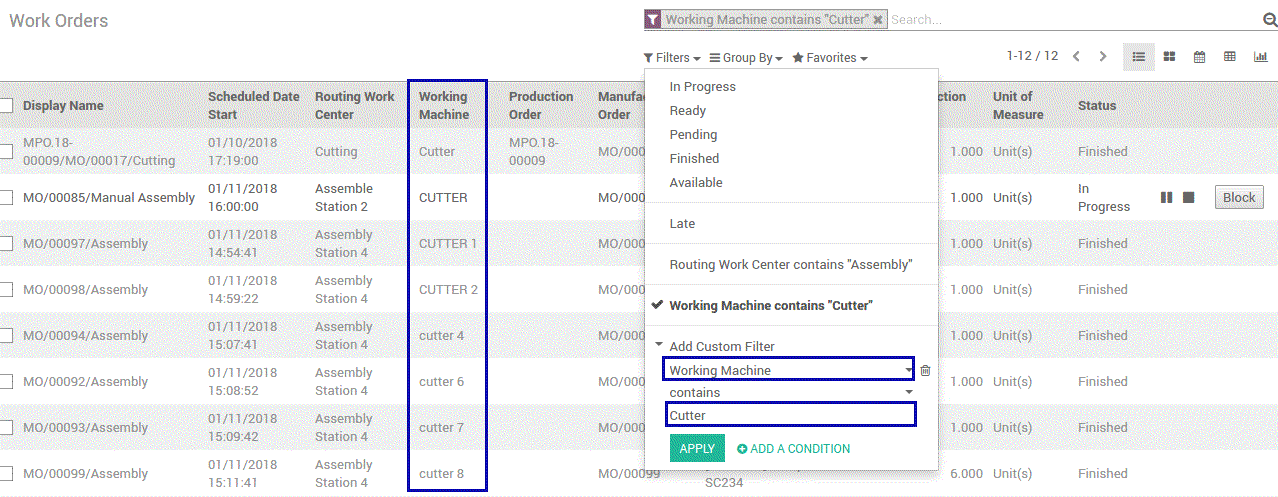 Work Orders
Working Machine contains "Cutter" ✖ Search...
Filters Group By Favorites 1-12 / 12
In Progress
Ready
Pending
Finished
Available
Late
Routing Work Center contains "Assembly"
Working Machine contains "Cutter"
Add Custom Filter
Working Machine
contains
Cutter
APPLY ADD A CONDITION
Display Name Scheduled Date Start Routing Work Center Working Machine Production Order Manufac Order ction Unit of Measure Status
MPO.18-00009/MO/00017/Cutting 01/10/2018 17:19:00 Cutting Cutter MPO.18-00009 MO/000 1.000 Unit(s) Finished
MO/00085/Manual Assembly 01/11/2018 16:00:00 Assemble Station 2 CUTTER MO/000 1.000 Unit(s) In Progress Block
MO/00097/Assembly 01/11/2018 14:54:41 Assembly Station 4 CUTTER 1 MO/000 1.000 Unit(s) Finished
MO/00098/Assembly 01/11/2018 14:59:22 Assembly Station 4 CUTTER 2 MO/000 1.000 Unit(s) Finished
MO/00094/Assembly 01/11/2018 15:07:41 Assembly Station 4 cutter 4 MO/000 1.000 Unit(s) Finished
MO/00092/Assembly 01/11/2018 15:08:52 Assembly Station 4 cutter 6 MO/000 1.000 Unit(s) Finished
MO/00093/Assembly 01/11/2018 15:09:42 Assembly Station 4 cutter 7 MO/000 1.000 Unit(s) Finished
MO/00099/Assembly 01/11/2018 15:11:41 Assembly Station 4 cutter 8 MO/00099 SC234 6.000 Unit(s) Finished